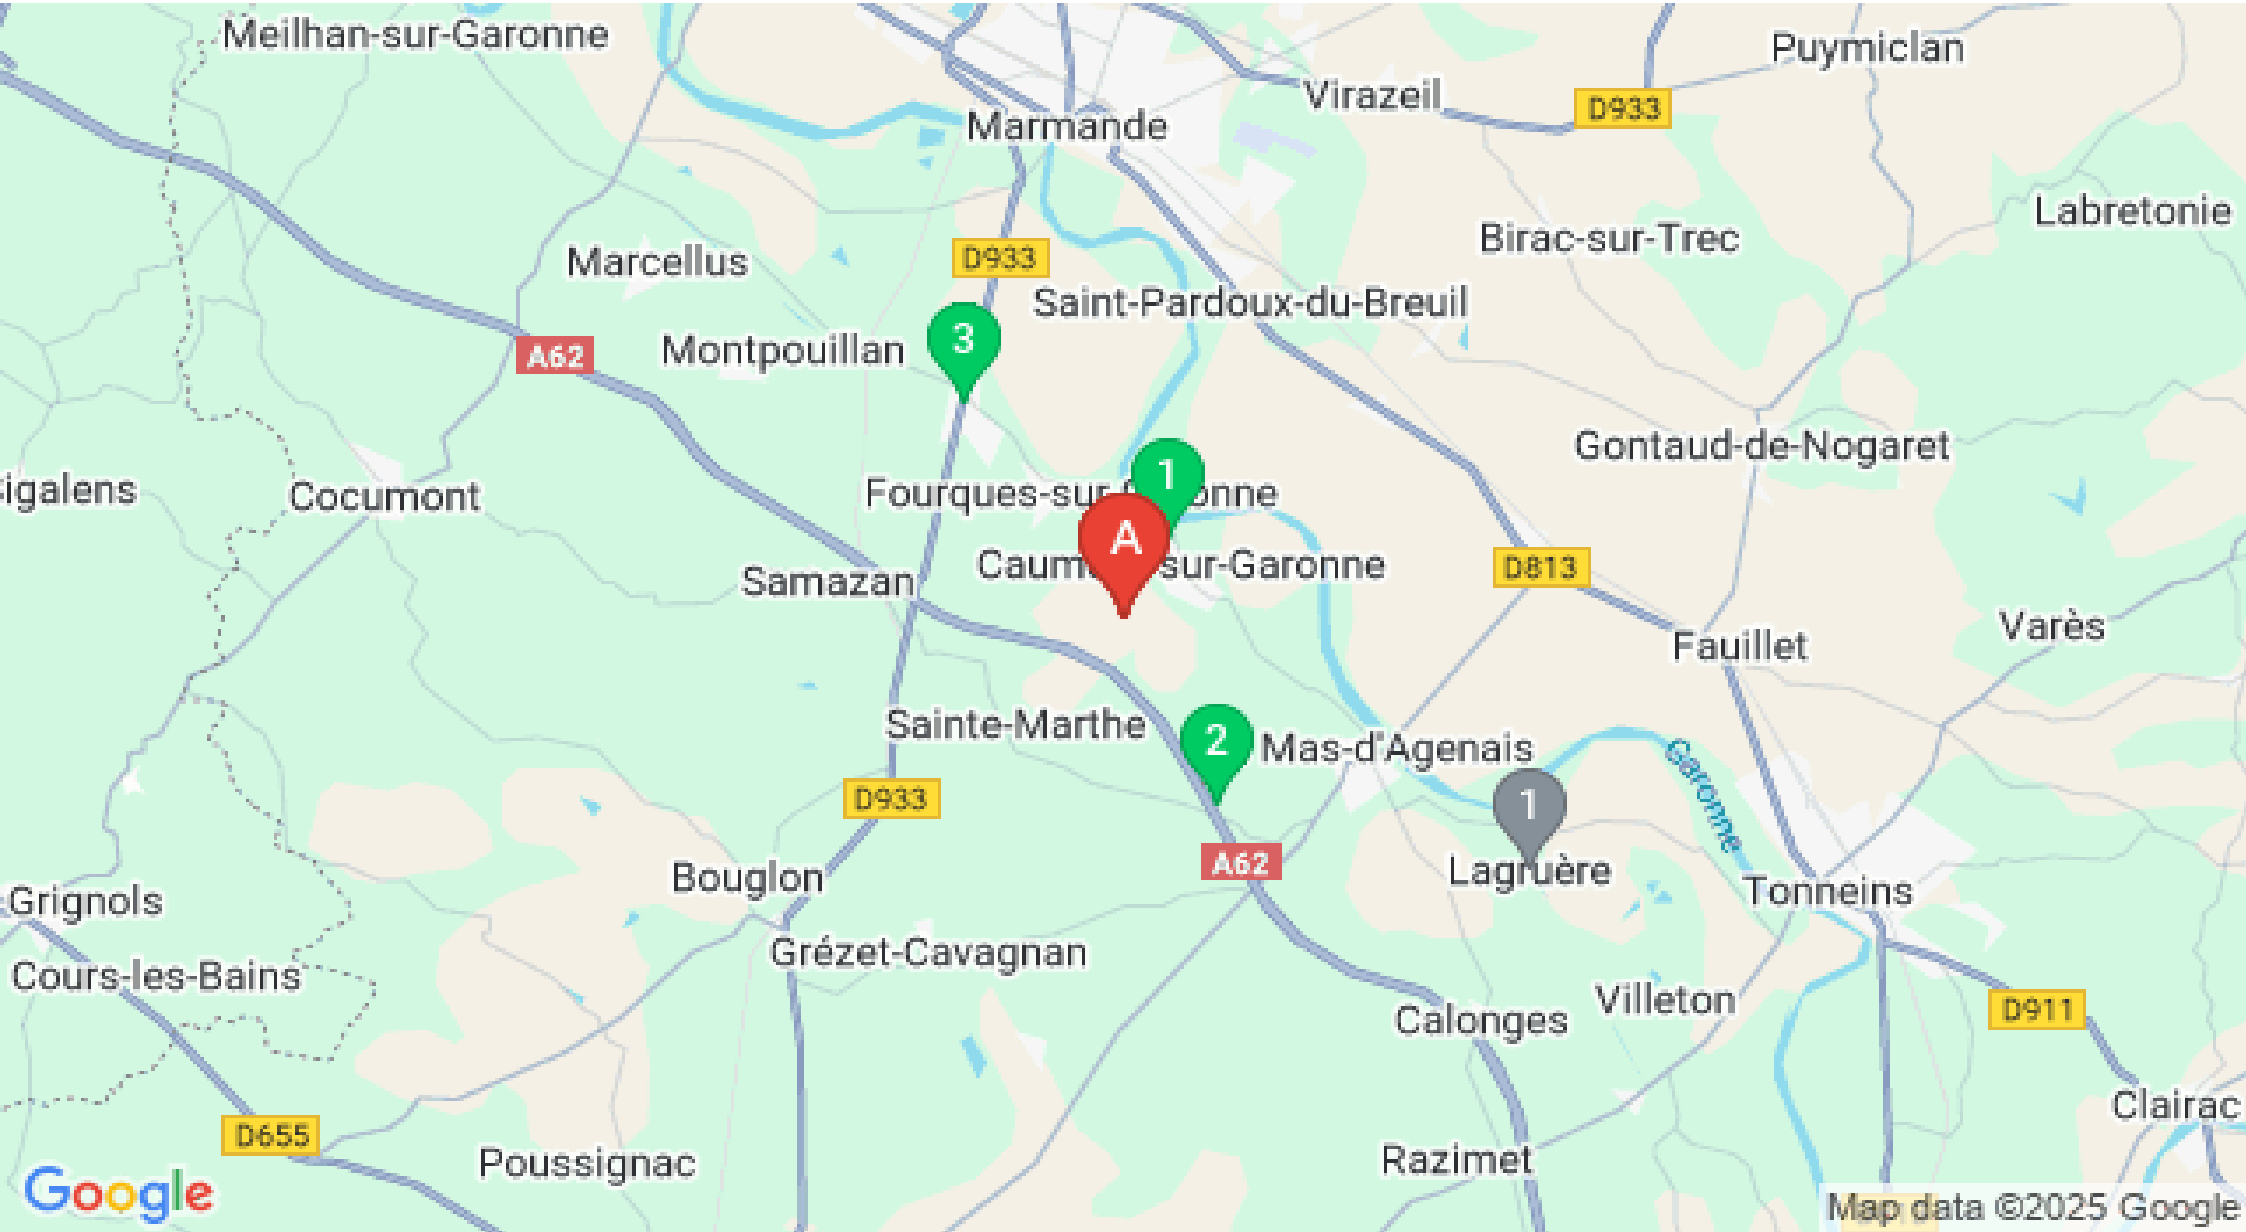 Meilhan-sur-Garonne
Puymiclan
Virazeil
D933
Marmande
Labretonie
Birac-sur-Trec
Marcellus
D933
Saint-Pardoux-du-Breuil
3
Montpouillan
A62
Gontaud-de-Nogaret
1
igalens
Cocumont
A
D813
Samazan
sur-Garonne
Varès
Fauillet
Sainte-Marthe
2
Mas-d'Agenais
Garonne
D933
1
A62
Lagruère
Bouglon
Tonneins
Grignols
Grézet-Cavagnan
Cours-les-Bains
Villeton
Calonges
D911
Clairac
D655
Poussignac
Razimet
Google
Map data ©2025 Google